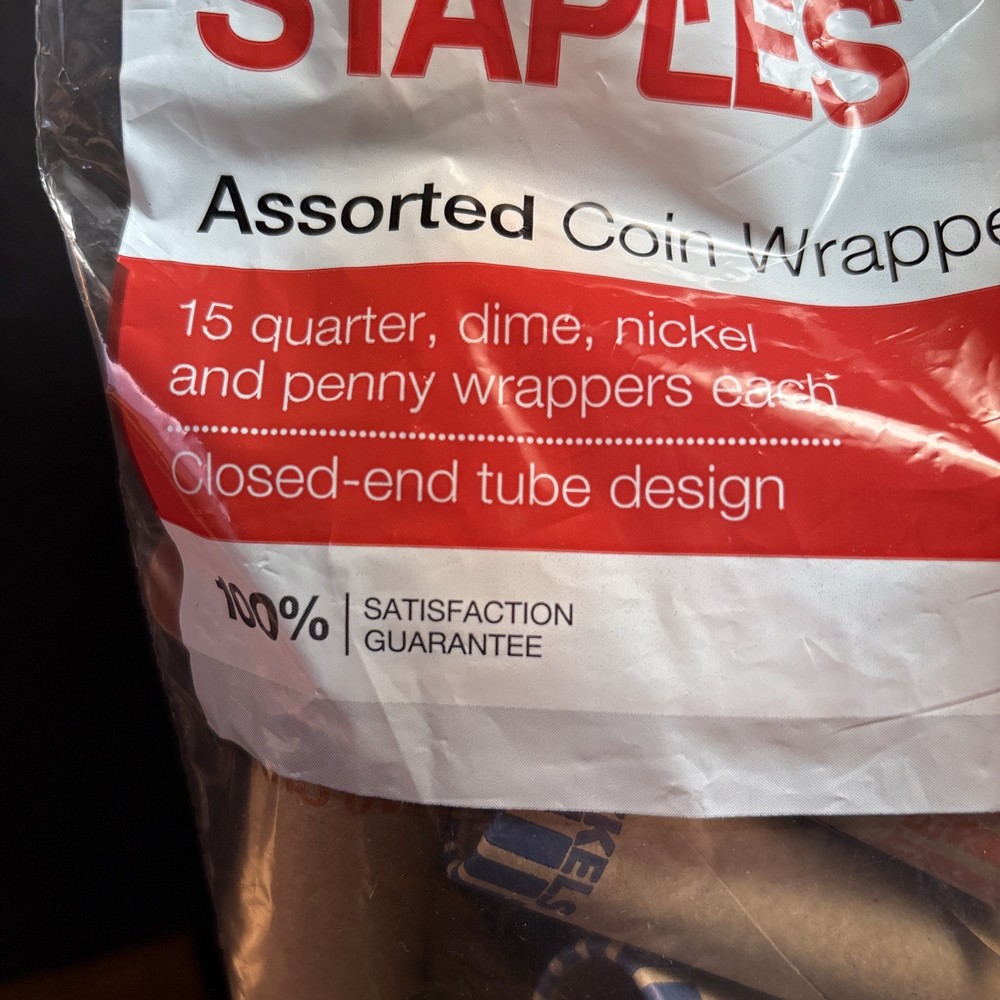 STAPLES
Assorted Coin Wrappe
15 quarter, dime, nickel
and penny wrappers each
Closed-end tube design
100% SATISFACTION
GUARANTEE
KELS